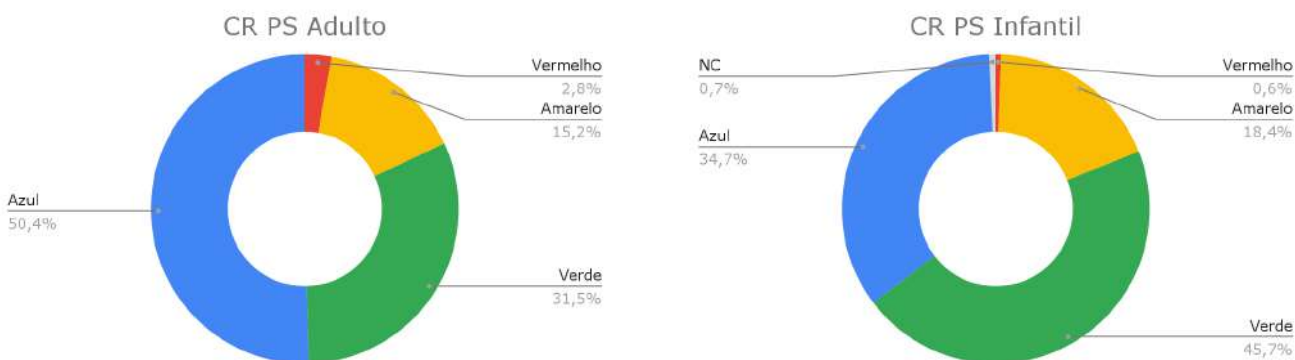 CR PS Adulto
Vermelho
2,8%
Amarelo
15,2%
Azul
50,4%
Verde
31,5%
CR PS Infantil
NC
0,7%
Vermelho
0,6%
Amarelo
18,4%
Azul
34,7%
Verde
45,7%